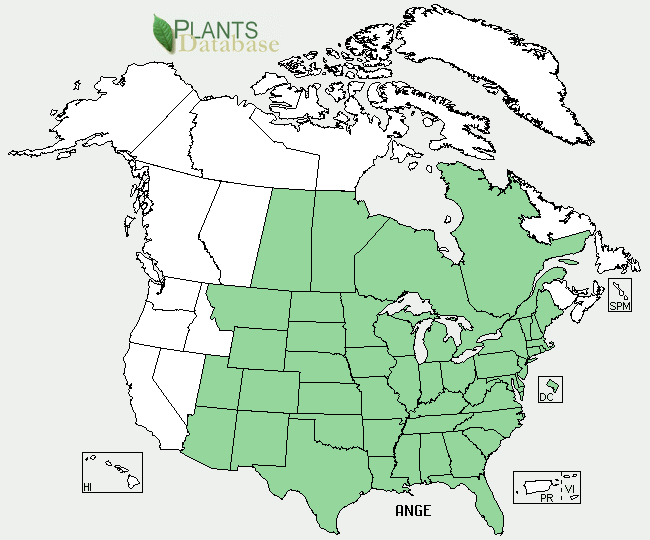 PLANTS
Database
SPM
DC
HI
PR
VI
ANGE